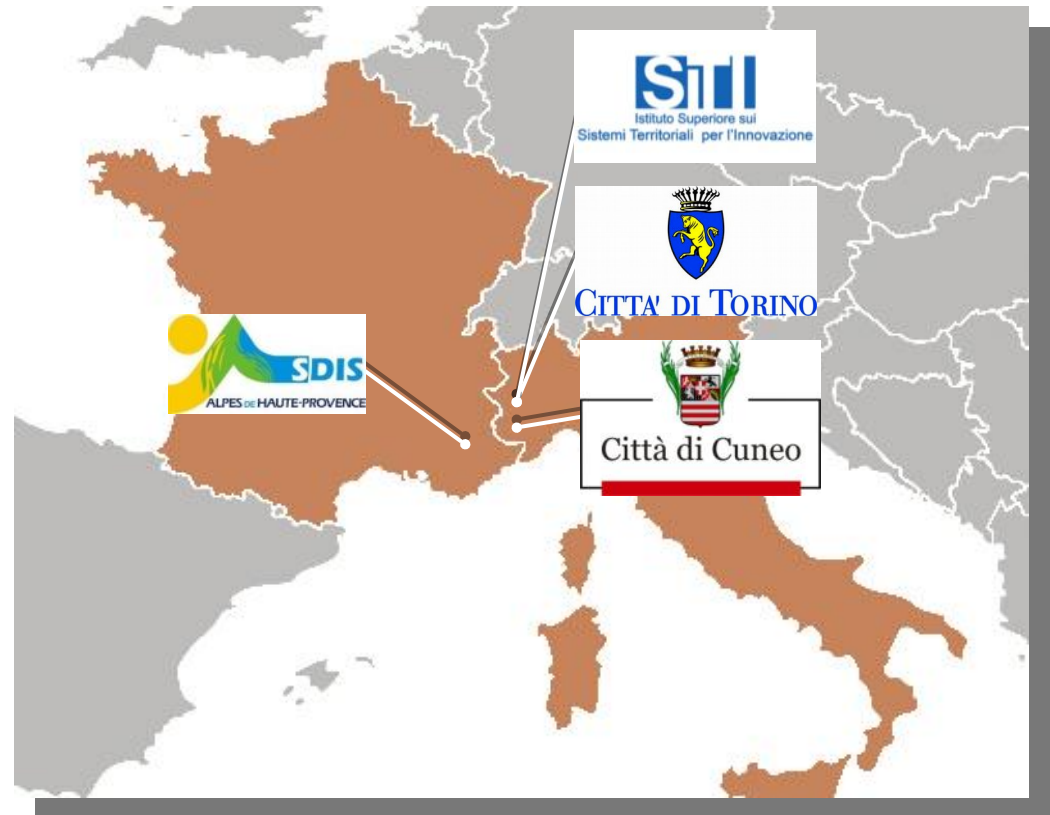 SiTI
Istituto Superiore sui
Sistemi Territoriali per l'Innovazione
CITTA' DI TORINO
SDIS
ALPES DE HAUTE-PROVENCE
Città di Cuneo